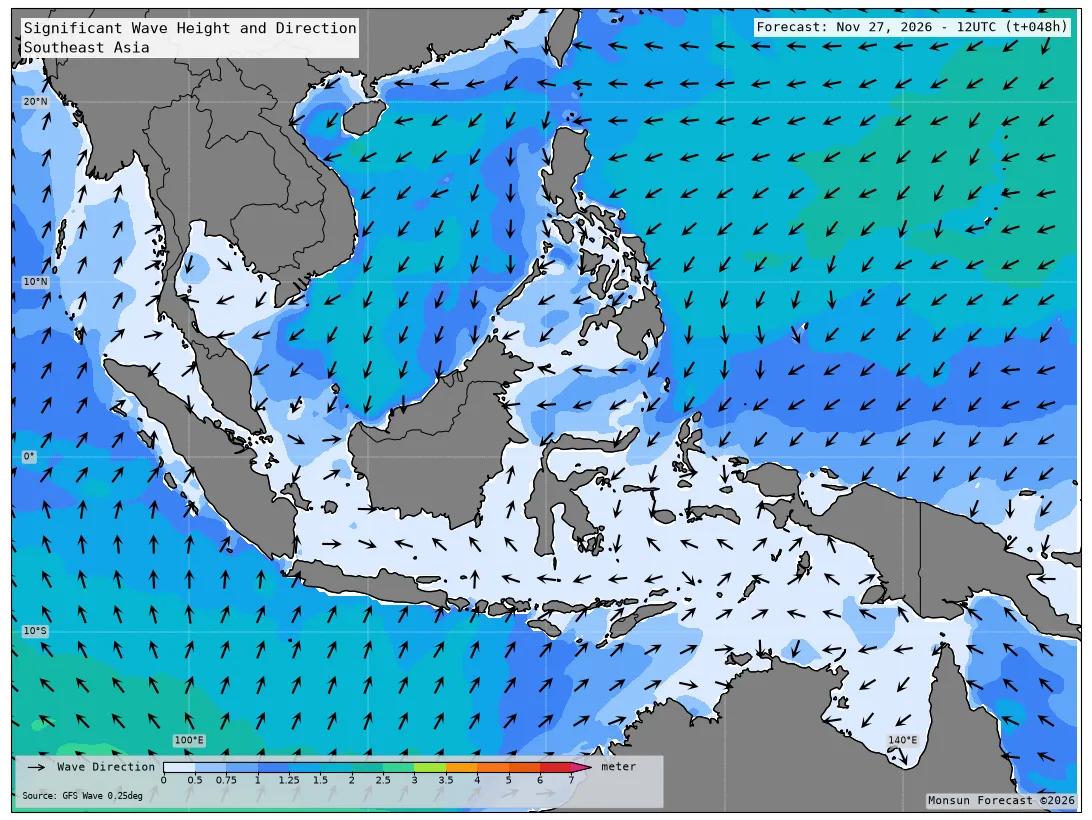 Significant Wave Height and Direction
Southeast Asia
Forecast: Nov 27, 2026 - 12UTC (t+048h)
20°N
10°N
0°
10°S
100°E
140°E
Wave Direction
meter
0 0.5 0.75 1 1.25 1.5 2 2.5 3 3.5 4 5 6 7
Source: GFS Wave 0.25deg
Monsun Forecast ©2026